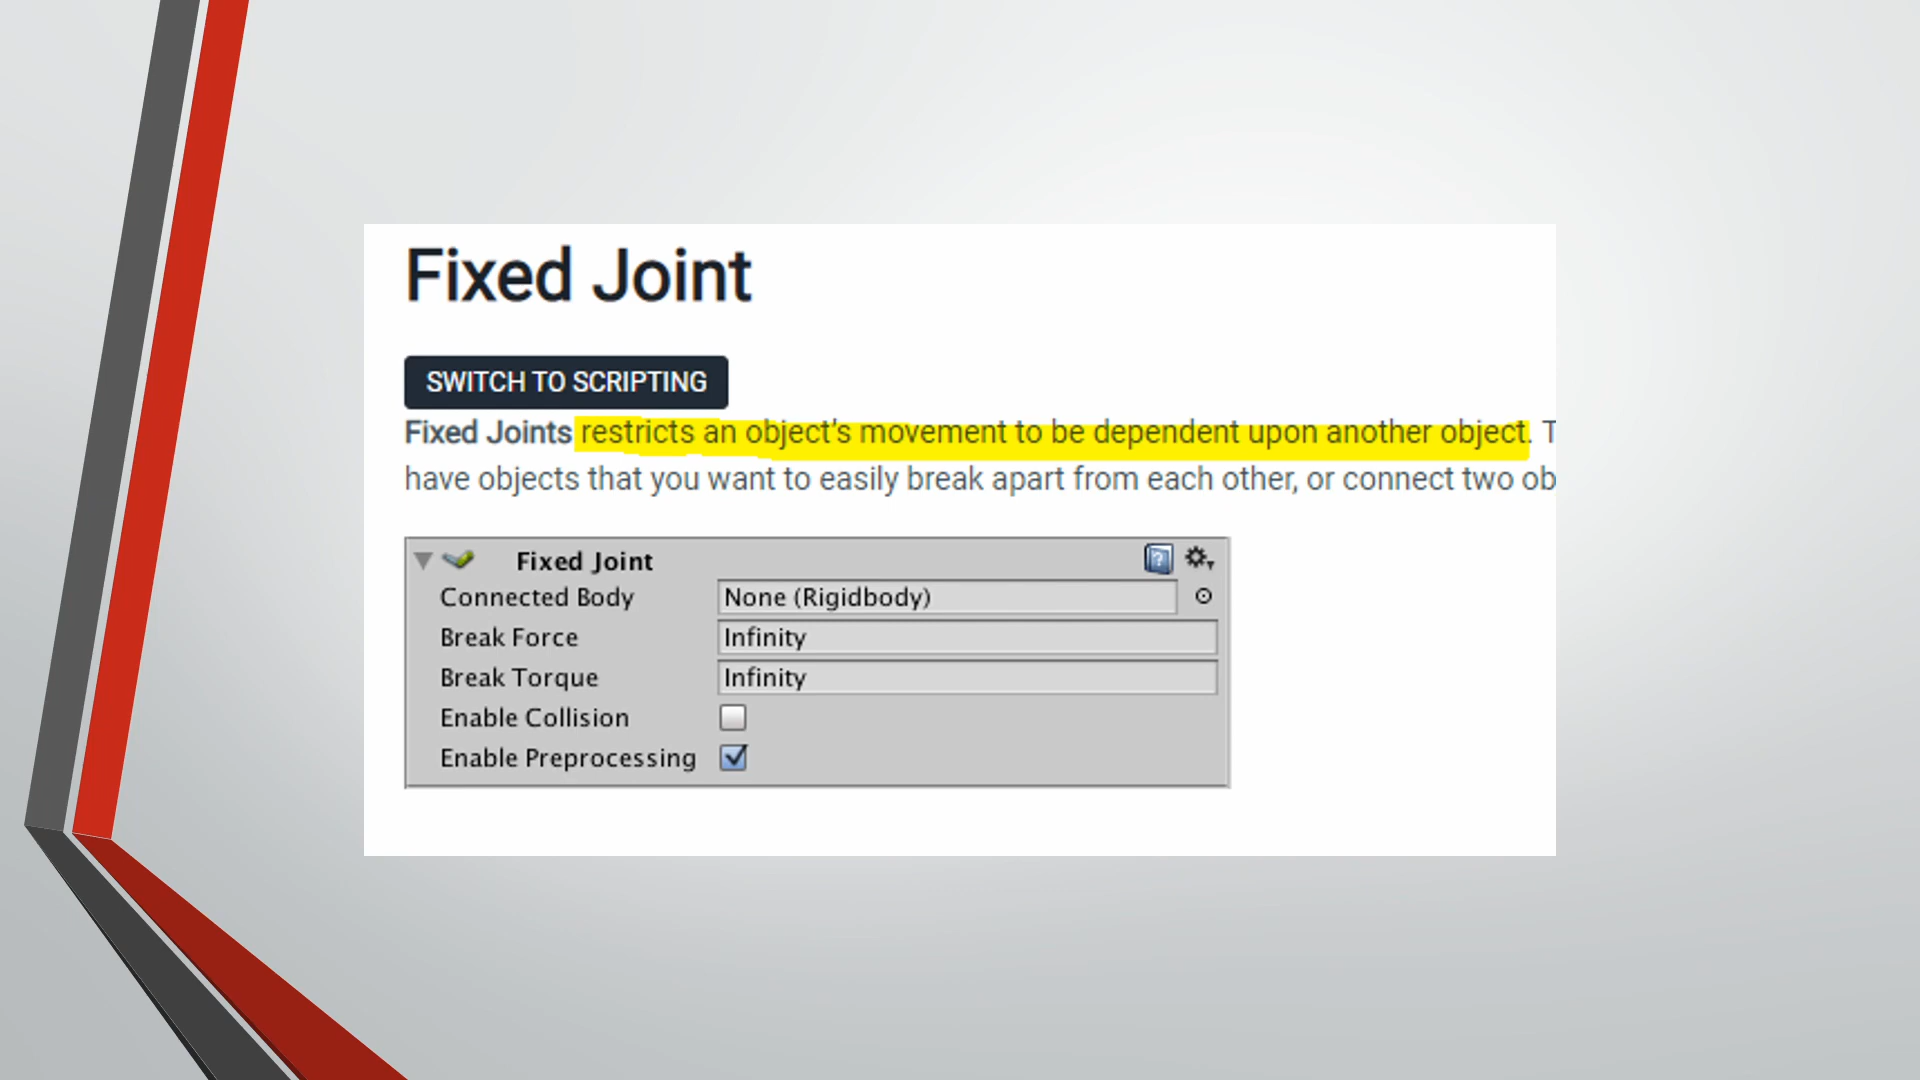 Fixed Joint
SWITCH TO SCRIPTING
Fixed Joints restricts an object's movement to be dependent upon another object. T
have objects that you want to easily break apart from each other, or connect two ob
Fixed Joint
Connected Body None (Rigidbody)
Break Force Infinity
Break Torque Infinity
Enable Collision
Enable Preprocessing